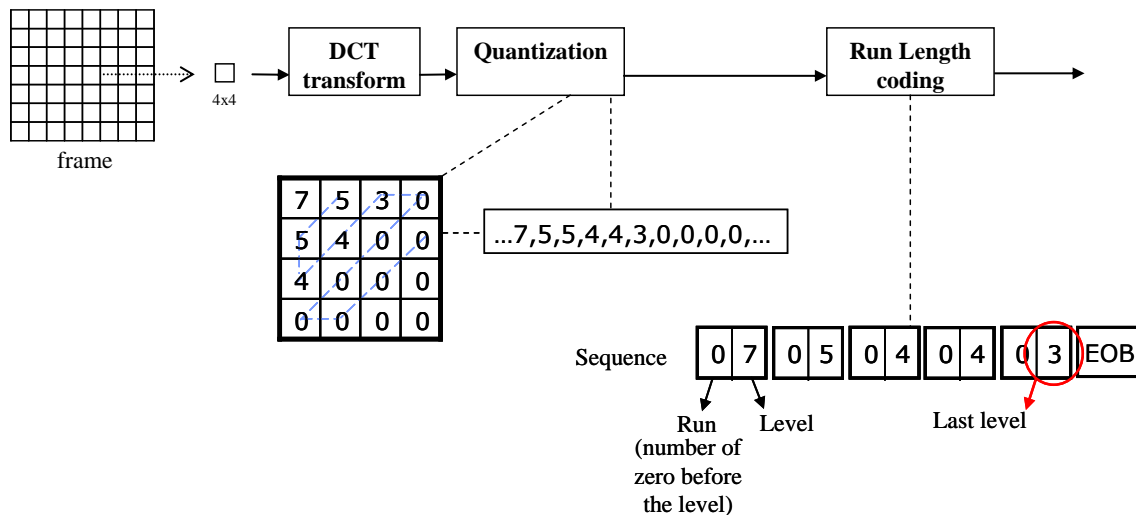 DCT
transform
Quantization
Run Length
coding
4x4
frame
7 5 3 0
5 4 0 0
4 0 0 0
0 0 0 0
...7,5,5,4,4,3,0,0,0,0,...
Sequence
0 7 0 5 0 4 0 4 0 3 EOB
Run
(number of
zero before
the level)
Level
Last level